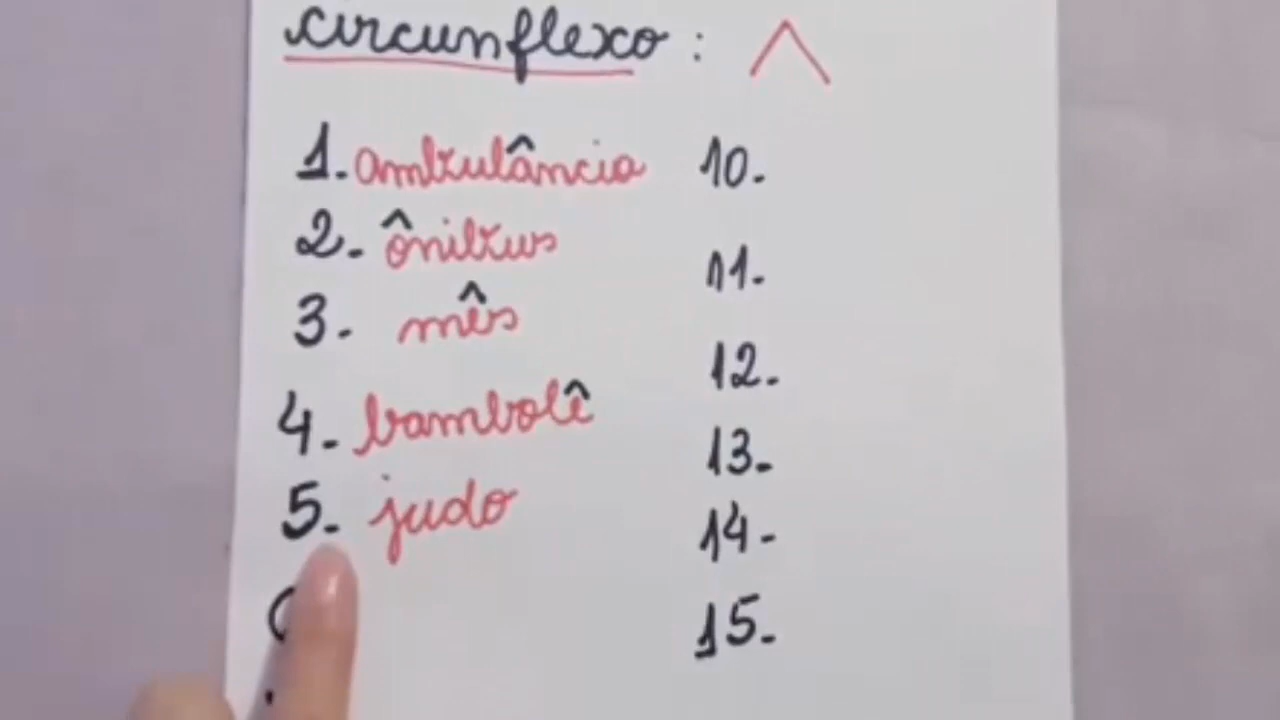 circunflexo : ^
1. ambulância
2. ônibus
3. mês
4. bambolê
5. judo
10.
11.
12.
13.
14.
15.